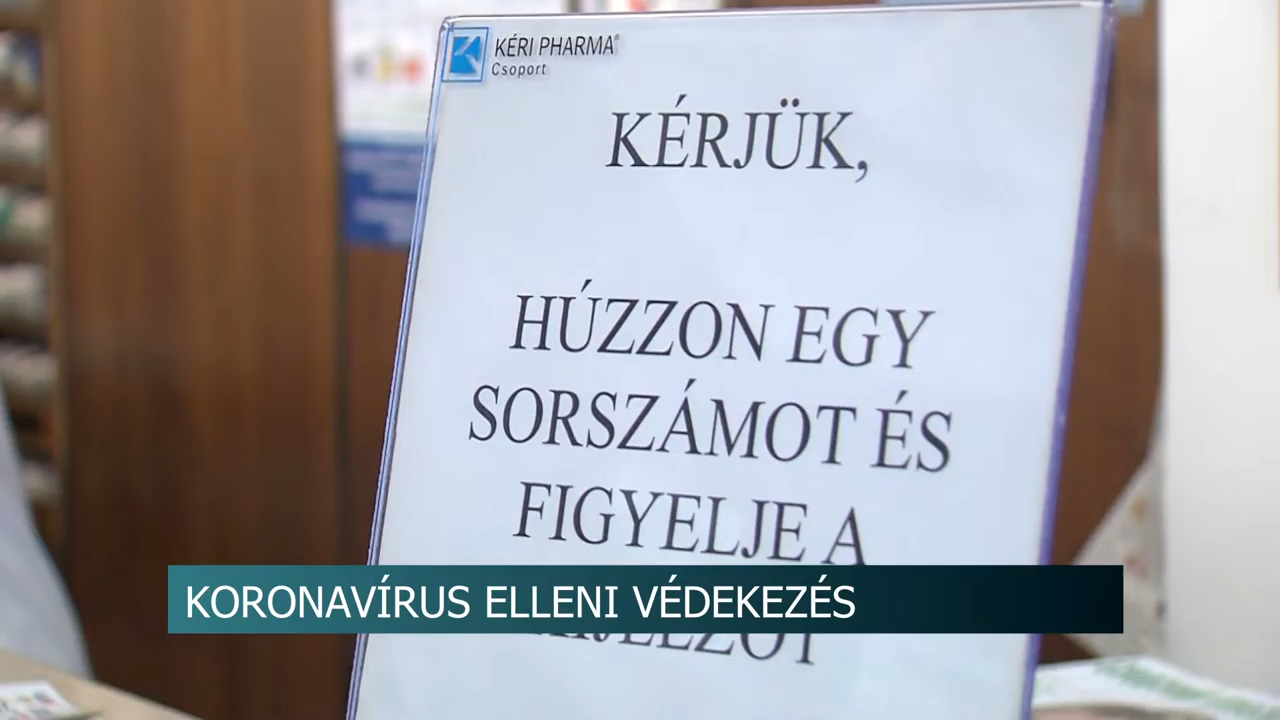 KÉRI PHARMA®
Csoport
KÉRJÜK,
HÚZZON EGY
SORSZÁMOT ÉS
FIGYELJE A
KORONAVÍRUS ELLENI VÉDEKEZÉS